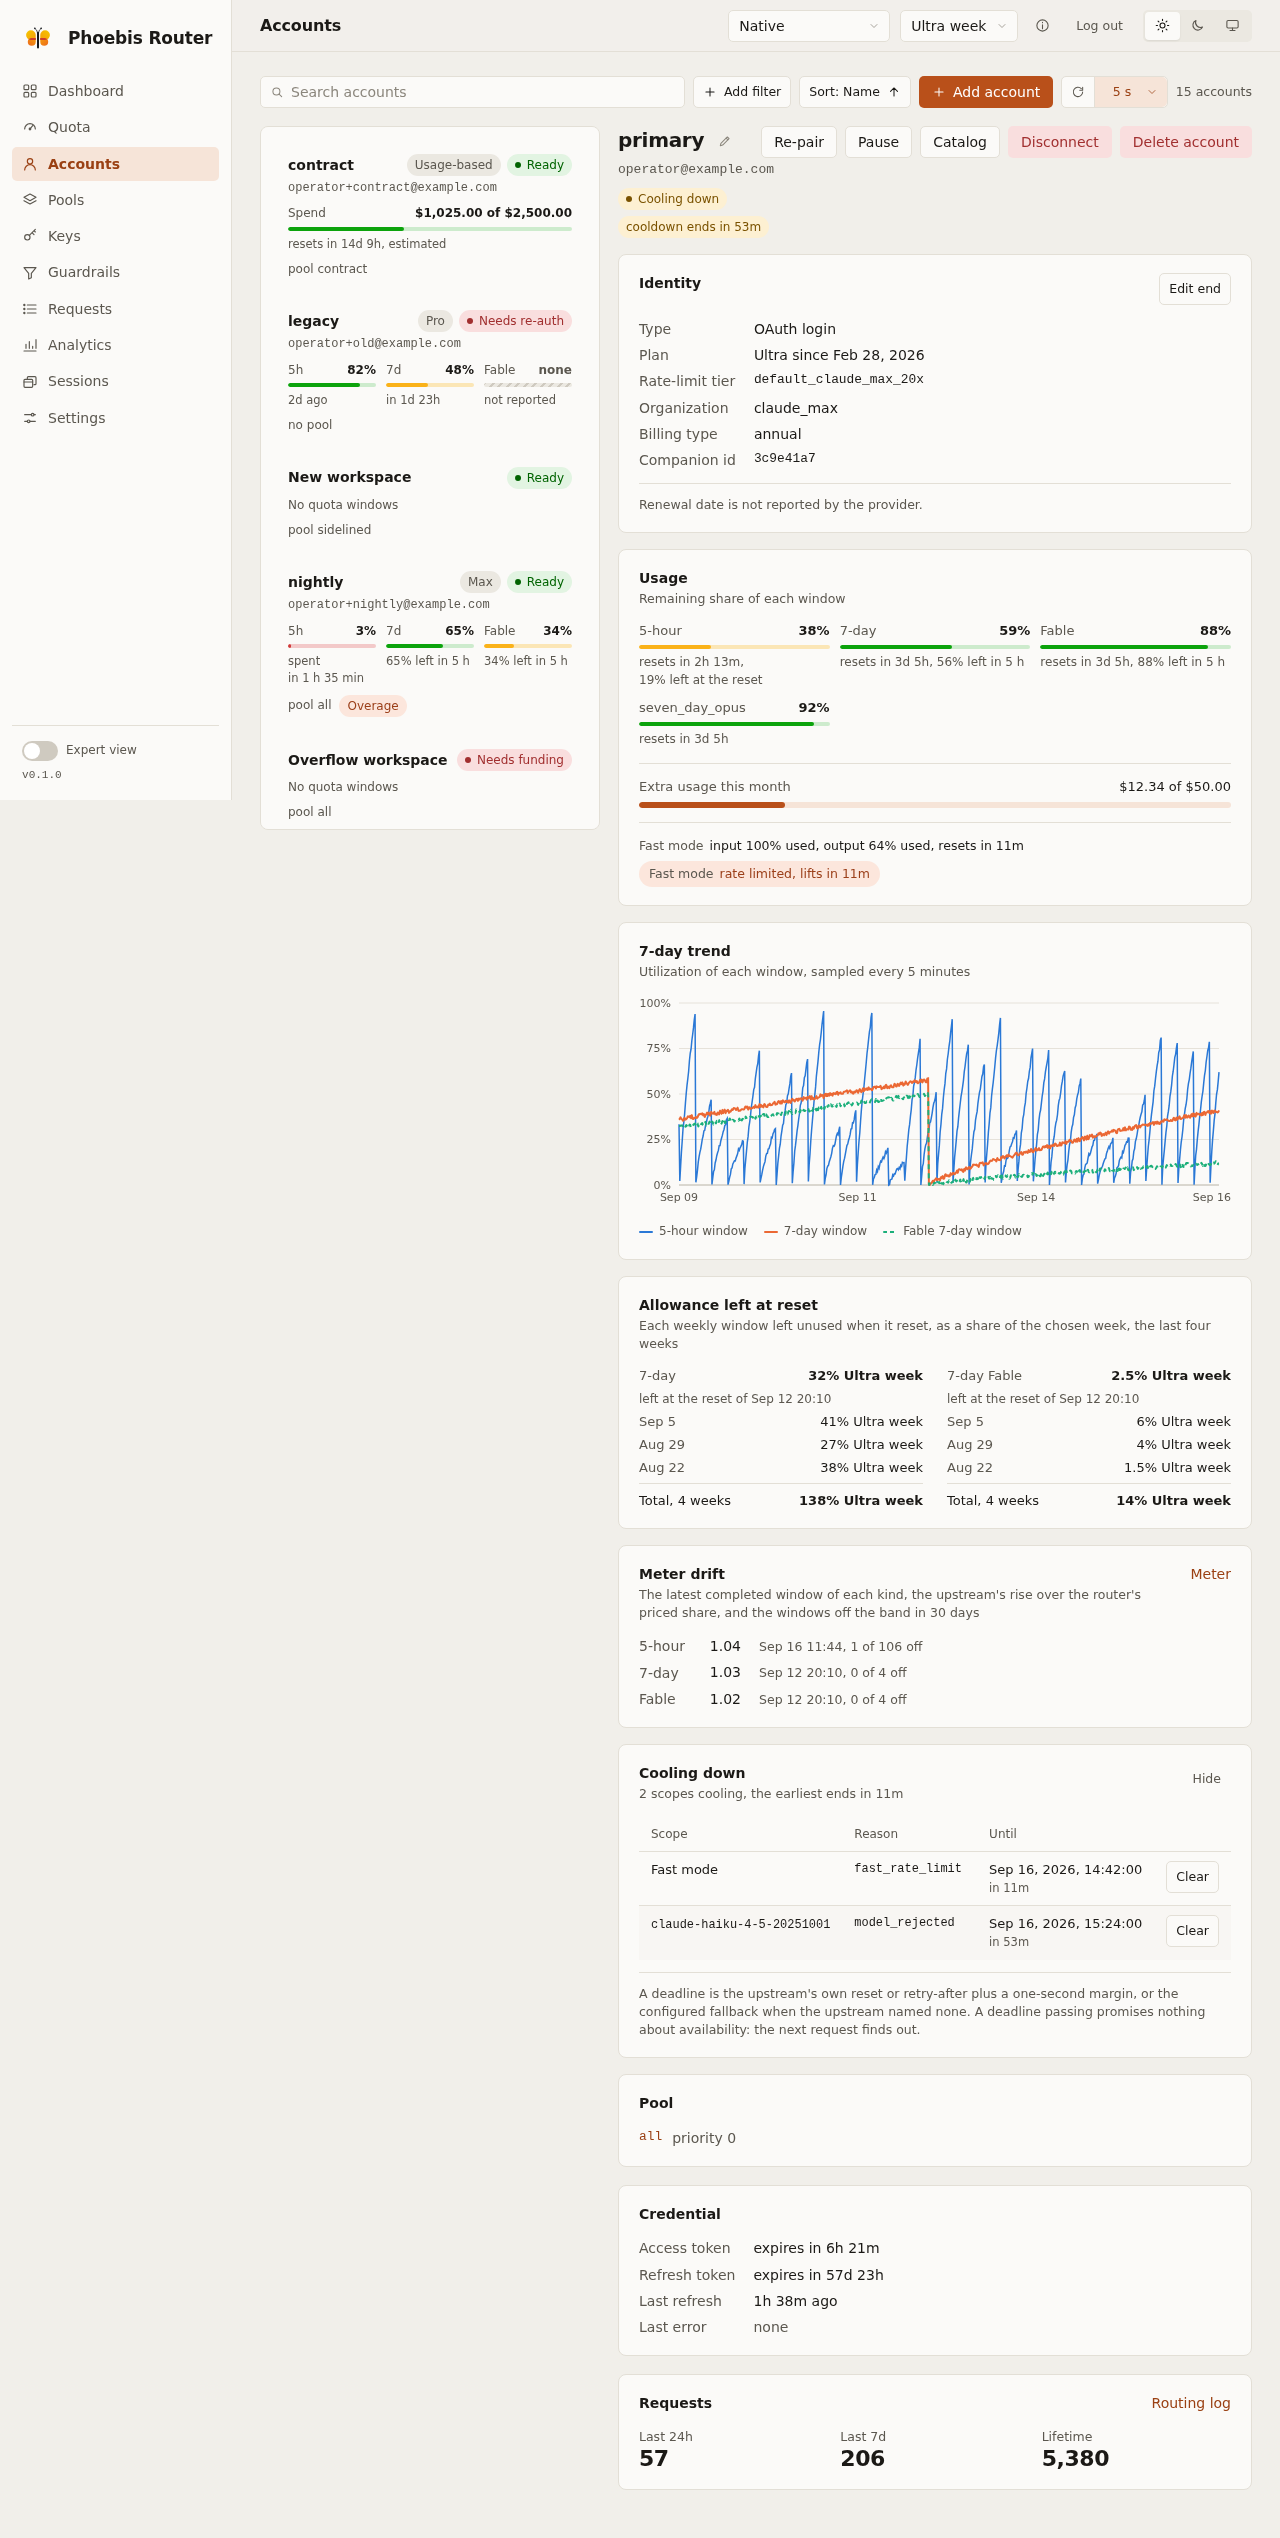 Phoebis Router
Dashboard
Quota
Accounts
Pools
Keys
Guardrails
Requests
Analytics
Sessions
Settings
Expert view
v0.1.0
Accounts
Native
Ultra week
Log out
Search accounts
Add filter
Sort: Name
Add account
5 s
15 accounts
contract Usage-based Ready
operator+contract@example.com
Spend $1,025.00 of $2,500.00
resets in 14d 9h, estimated
pool contract
legacy Pro Needs re-auth
operator+old@example.com
5h 82% 7d 48% Fable none
2d ago in 1d 23h not reported
no pool
New workspace Ready
No quota windows
pool sidelined
nightly Max Ready
operator+nightly@example.com
5h 3% 7d 65% Fable 34%
spent 65% left in 5 h 34% left in 5 h
in 1 h 35 min
pool all Overage
Overflow workspace Needs funding
No quota windows
pool all
primary Re-pair Pause Catalog Disconnect Delete account
operator@example.com
Cooling down
cooldown ends in 53m
Identity Edit end
Type OAuth login
Plan Ultra since Feb 28, 2026
Rate-limit tier default_claude_max_20x
Organization claude_max
Billing type annual
Companion id 3c9e41a7
Renewal date is not reported by the provider.
Usage
Remaining share of each window
5-hour 38% 7-day 59% Fable 88%
resets in 2h 13m, resets in 3d 5h, 56% left in 5 h resets in 3d 5h, 88% left in 5 h
19% left at the reset
seven_day_opus 92%
resets in 3d 5h
Extra usage this month $12.34 of $50.00
Fast mode input 100% used, output 64% used, resets in 11m
Fast mode rate limited, lifts in 11m
7-day trend
Utilization of each window, sampled every 5 minutes
100%
75%
50%
25%
0%
Sep 09 Sep 11 Sep 14 Sep 16
5-hour window 7-day window Fable 7-day window
Allowance left at reset
Each weekly window left unused when it reset, as a share of the chosen week, the last four
weeks
7-day 32% Ultra week 7-day Fable 2.5% Ultra week
left at the reset of Sep 12 20:10 left at the reset of Sep 12 20:10
Sep 5 41% Ultra week Sep 5 6% Ultra week
Aug 29 27% Ultra week Aug 29 4% Ultra week
Aug 22 38% Ultra week Aug 22 1.5% Ultra week
Total, 4 weeks 138% Ultra week Total, 4 weeks 14% Ultra week
Meter drift Meter
The latest completed window of each kind, the upstream's rise over the router's
priced share, and the windows off the band in 30 days
5-hour 1.04 Sep 16 11:44, 1 of 106 off
7-day 1.03 Sep 12 20:10, 0 of 4 off
Fable 1.02 Sep 12 20:10, 0 of 4 off
Cooling down Hide
2 scopes cooling, the earliest ends in 11m
Scope Reason Until
Fast mode fast_rate_limit Sep 16, 2026, 14:42:00 Clear
in 11m
claude-haiku-4-5-20251001 model_rejected Sep 16, 2026, 15:24:00 Clear
in 53m
A deadline is the upstream's own reset or retry-after plus a one-second margin, or the
configured fallback when the upstream named none. A deadline passing promises nothing
about availability: the next request finds out.
Pool
all priority 0
Credential
Access token expires in 6h 21m
Refresh token expires in 57d 23h
Last refresh 1h 38m ago
Last error none
Requests Routing log
Last 24h Last 7d Lifetime
57 206 5,380